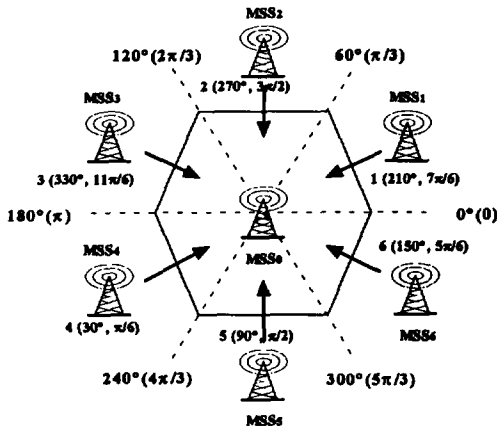 MSS2
120°(2π/3)
60°(π/3)
2 (270°, 3π/2)
MSS3
MSS1
3 (330°, 11π/6)
1 (210°, 7π/6)
180°(π)
0°(0)
MSS4
MSS0
6 (150°, 5π/6)
4 (30°, π/6)
5 (90°, π/2)
MSS6
240°(4π/3)
300°(5π/3)
MSS5